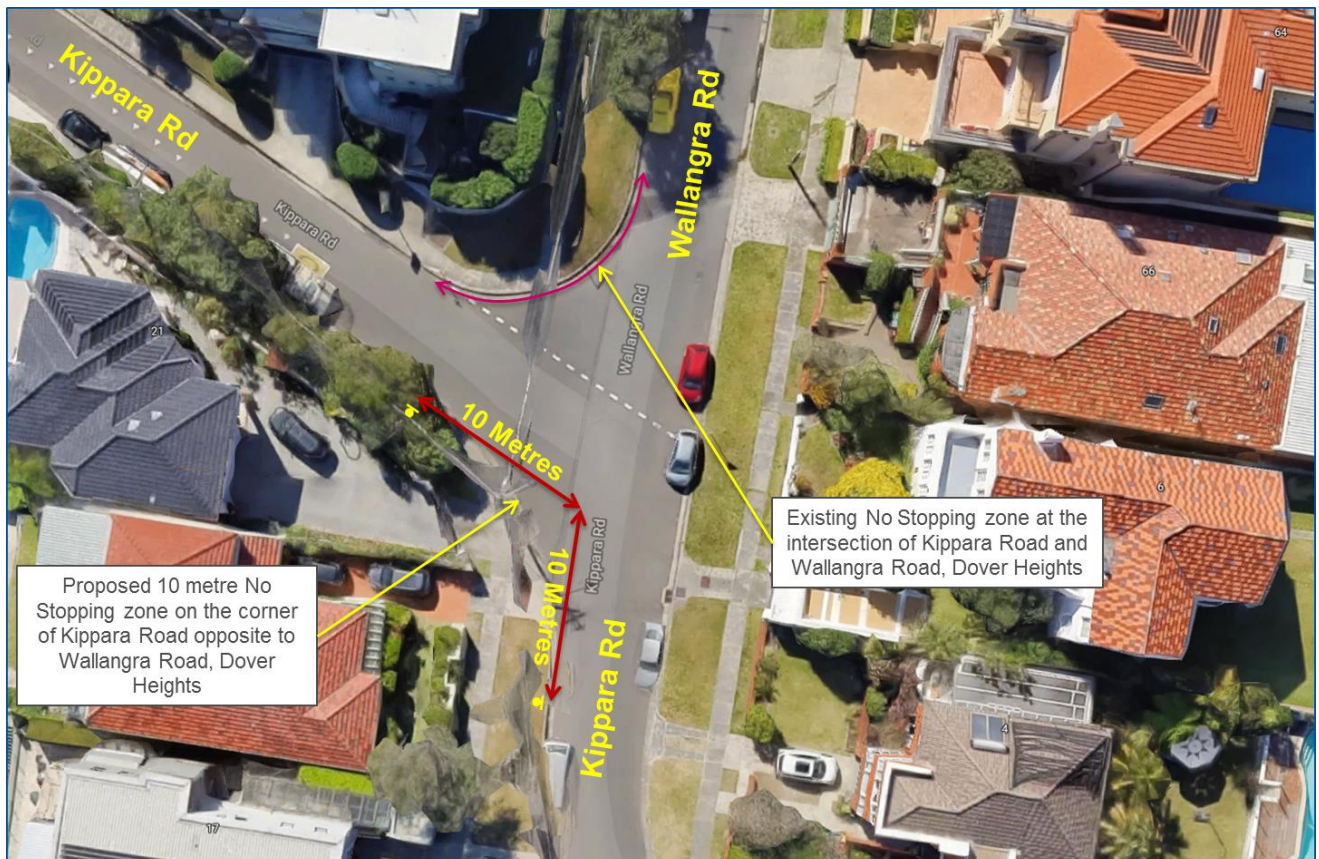 Rd
Kippara Rd
Kippara Rd
Wallangra Rd
Wallangra Rd
64
66
21
10 Metres
10 Metres
Kippara Rd
Kippara Rd
6
Existing No Stopping zone at the
intersection of Kippara Road and
Wallangra Road, Dover Heights
Proposed 10 metre No
Stopping zone on the corner
of Kippara Road opposite to
Wallangra Road, Dover
Heights
4
17